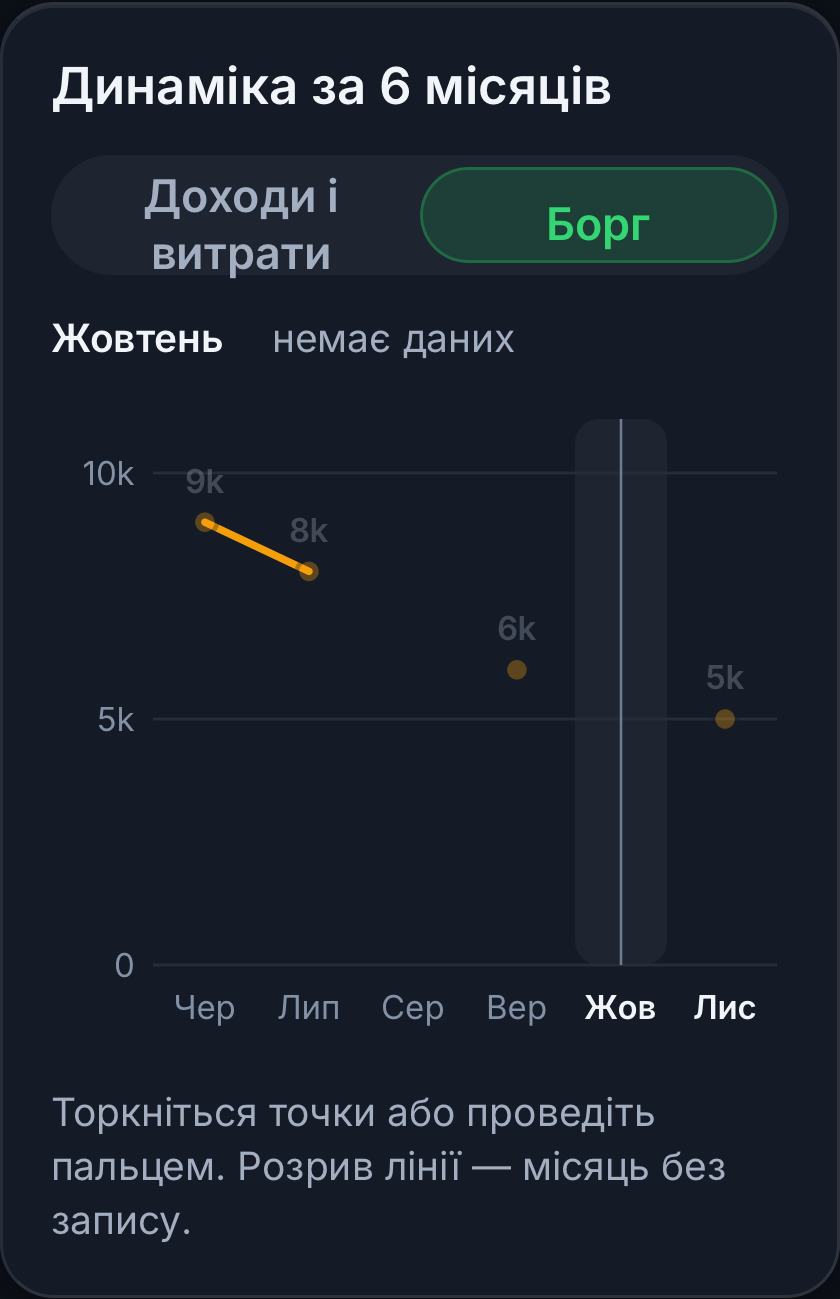 Динаміка за 6 місяців
Доходи і
витрати
Борг
Жовтень немає даних
10k
9k
8k
6k
5k
5k
0
Чер Лип Сер Вер Жов Лис
Торкніться точки або проведіть
пальцем. Розрив лінії — місяць без
запису.